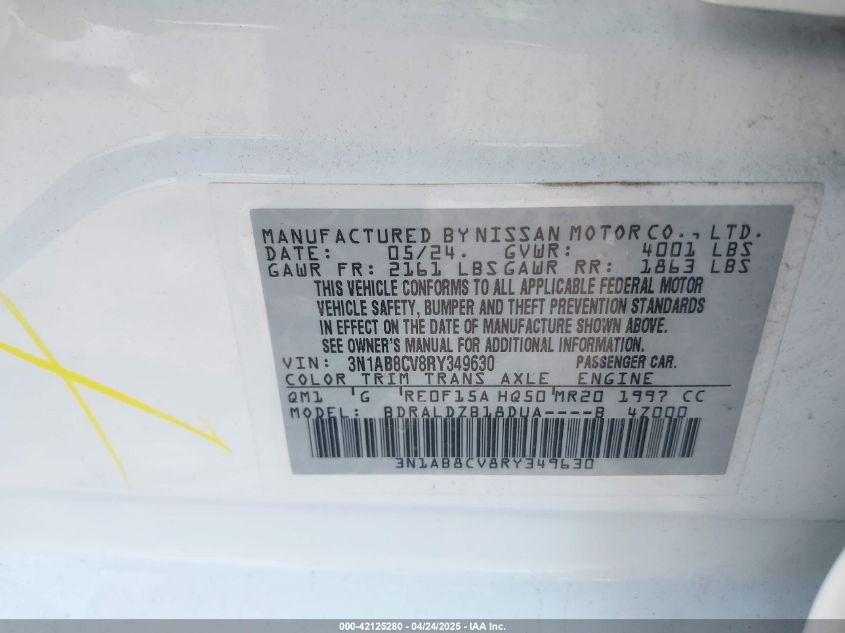 MANUFACTURED BY NISSAN MOTOR CO., LTD.
DATE: 05/24. GVWR: 4001 LBS
GAWR FR: 2161 LBS GAWR RR: 1863 LBS
THIS VEHICLE CONFORMS TO ALL APPLICABLE FEDERAL MOTOR
VEHICLE SAFETY, BUMPER AND THEFT PREVENTION STANDARDS
IN EFFECT ON THE DATE OF MANUFACTURE SHOWN ABOVE.
SEE OWNER'S MANUAL FOR ADDITIONAL INFORMATION.
VIN: 3N1AB8CV8RY349630 PASSENGER CAR.
COLOR TRIM TRANS AXLE ENGINE
QM1 G RE0F15A HQ50 MR20 1997 CC
MODEL: BDRALDZB18DUA----B 47000
3N1AB8CV8RY349630
000-42125280 - 04/24/2025 - IAA Inc.